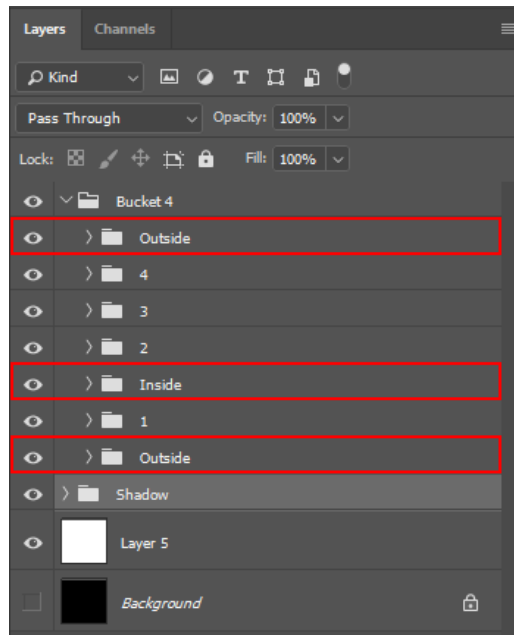 Layers Channels
Kind T
Pass Through Opacity: 100%
Lock: Fill: 100%
Bucket 4
Outside
4
3
2
Inside
1
Outside
Shadow
Layer 5
Background